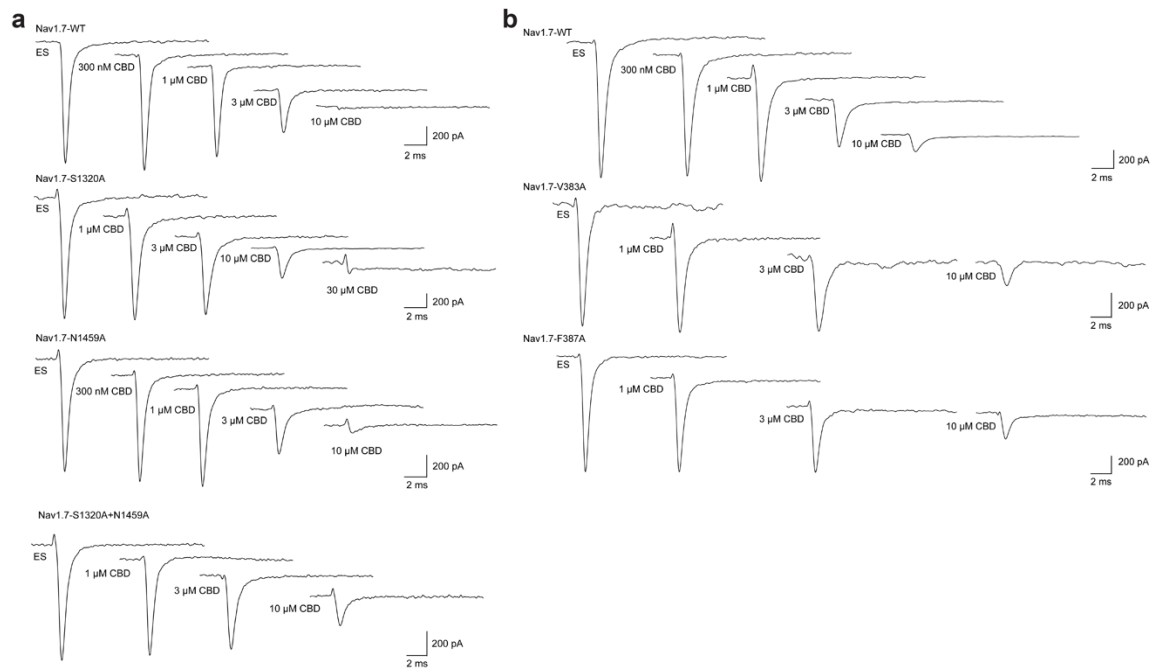 a
Nav1.7-WT
ES
300 nM CBD
1 µM CBD
3 µM CBD
10 µM CBD
200 pA
2 ms
Nav1.7-S1320A
ES
1 µM CBD
3 µM CBD
10 µM CBD
30 µM CBD
200 pA
2 ms
Nav1.7-N1459A
ES
300 nM CBD
1 µM CBD
3 µM CBD
10 µM CBD
200 pA
2 ms
Nav1.7-S1320A+N1459A
ES
1 µM CBD
3 µM CBD
10 µM CBD
200 pA
2 ms
b
Nav1.7-WT
ES
300 nM CBD
1 µM CBD
3 µM CBD
10 µM CBD
200 pA
2 ms
Nav1.7-V383A
ES
1 µM CBD
3 µM CBD
10 µM CBD
200 pA
2 ms
Nav1.7-F387A
ES
1 µM CBD
3 µM CBD
10 µM CBD
200 pA
2 ms